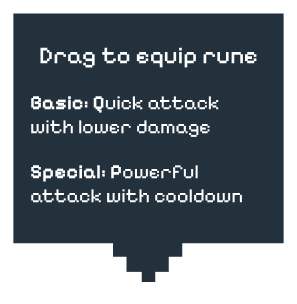 Drag to equip rune
Basic: Quick attack
with lower damage
Special: Powerful
attack with cooldown